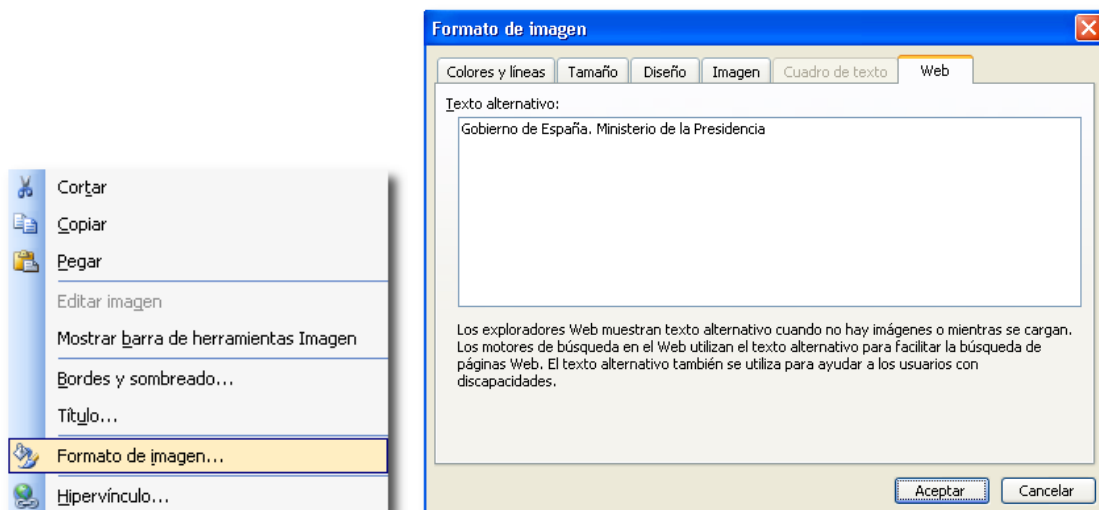 Cortar
Copiar
Pegar
Editar imagen
Mostrar barra de herramientas Imagen
Bordes y sombreado...
Título...
Formato de imagen...
Hipervínculo...
Formato de imagen
Colores y líneas Tamaño Diseño Imagen Cuadro de texto Web
Texto alternativo:
Gobierno de España. Ministerio de la Presidencia
Los exploradores Web muestran texto alternativo cuando no hay imágenes o mientras se cargan.
Los motores de búsqueda en el Web utilizan el texto alternativo para facilitar la búsqueda de
páginas Web. El texto alternativo también se utiliza para ayudar a los usuarios con
discapacidades.
Aceptar Cancelar